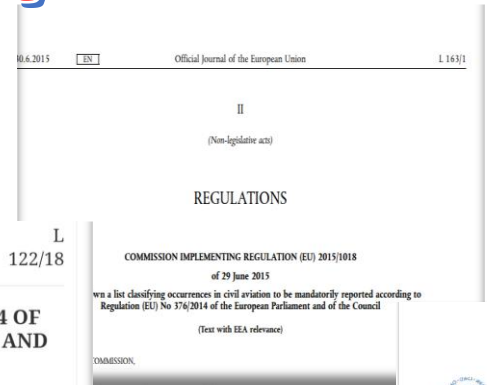 30.6.2015 EN Official Journal of the European Union L 163/1
II
(Non-legislative acts)
REGULATIONS
L
122/18
COMMISSION IMPLEMENTING REGULATION (EU) 2015/1018
of 29 June 2015
wn a list classifying occurrences in civil aviation to be mandatorily reported according to
Regulation (EU) No 376/2014 of the European Parliament and of the Council
(Text with EEA relevance)
4 OF
AND
COMMISSION,